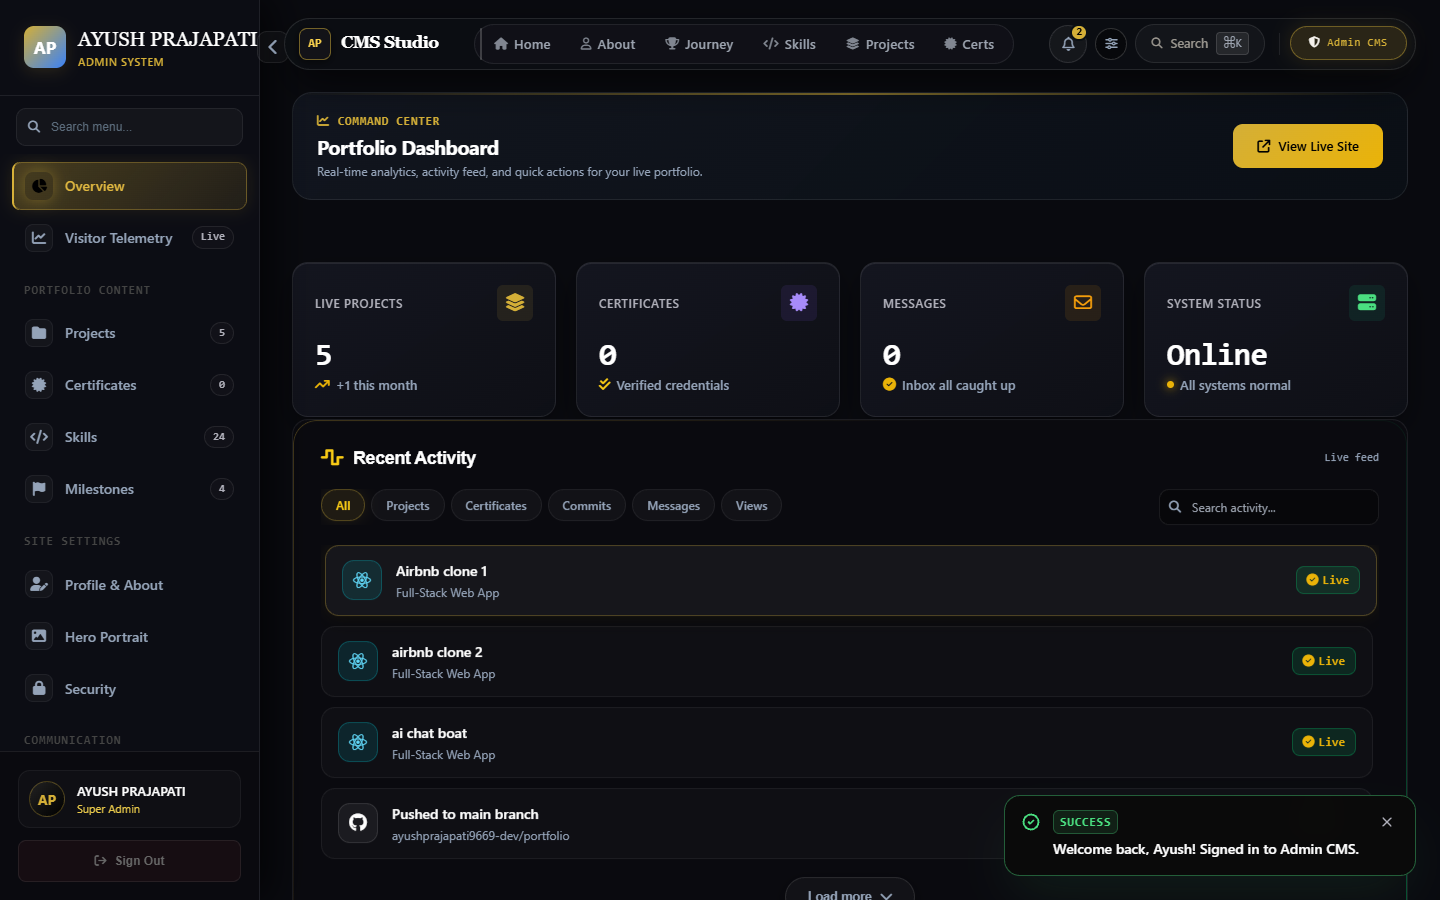 AP
AYUSH PRAJAPATI
ADMIN SYSTEM
Search menu...
Overview
Visitor Telemetry
Live
PORTFOLIO CONTENT
Projects
5
Certificates
0
Skills
24
Milestones
4
SITE SETTINGS
Profile & About
Hero Portrait
Security
COMMUNICATION
AP
AYUSH PRAJAPATI
Super Admin
Sign Out
AP
CMS Studio
Home
About
Journey
Skills
Projects
Certs
2
Search
⌘K
Admin CMS
COMMAND CENTER
Portfolio Dashboard
Real-time analytics, activity feed, and quick actions for your live portfolio.
View Live Site
LIVE PROJECTS
5
+1 this month
CERTIFICATES
0
Verified credentials
MESSAGES
0
Inbox all caught up
SYSTEM STATUS
Online
All systems normal
Recent Activity
Live feed
All
Projects
Certificates
Commits
Messages
Views
Search activity...
Airbnb clone 1
Full-Stack Web App
Live
airbnb clone 2
Full-Stack Web App
Live
ai chat boat
Full-Stack Web App
Live
Pushed to main branch
ayushprajapati9669-dev/portfolio
Load more
SUCCESS
Welcome back, Ayush! Signed in to Admin CMS.